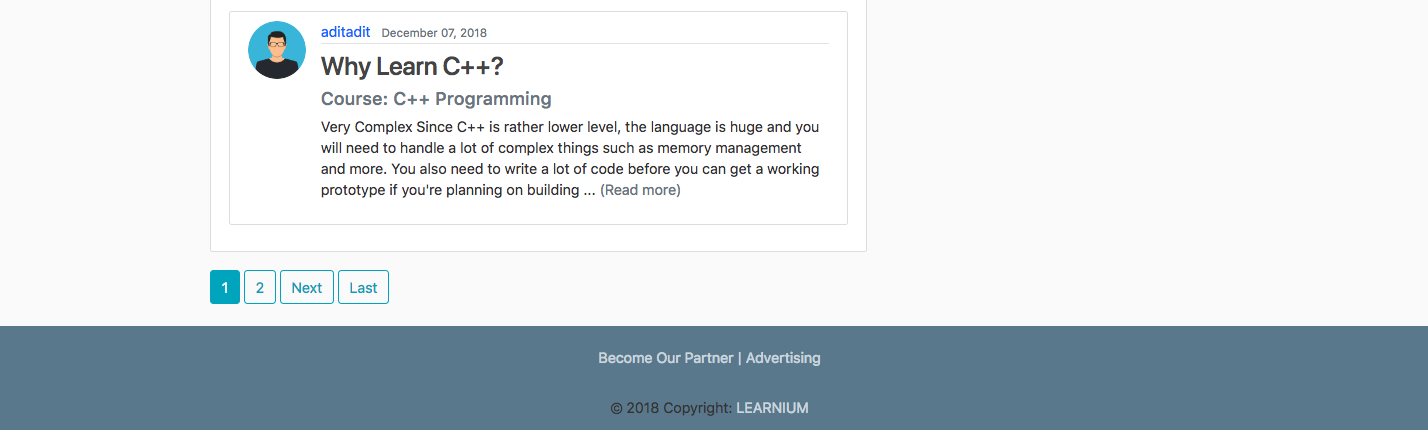 aditadit December 07, 2018
Why Learn C++?
Course: C++ Programming
Very Complex Since C++ is rather lower level, the language is huge and you
will need to handle a lot of complex things such as memory management
and more. You also need to write a lot of code before you can get a working
prototype if you're planning on building ... (Read more)
1 2 Next Last
Become Our Partner | Advertising
© 2018 Copyright: LEARNIUM